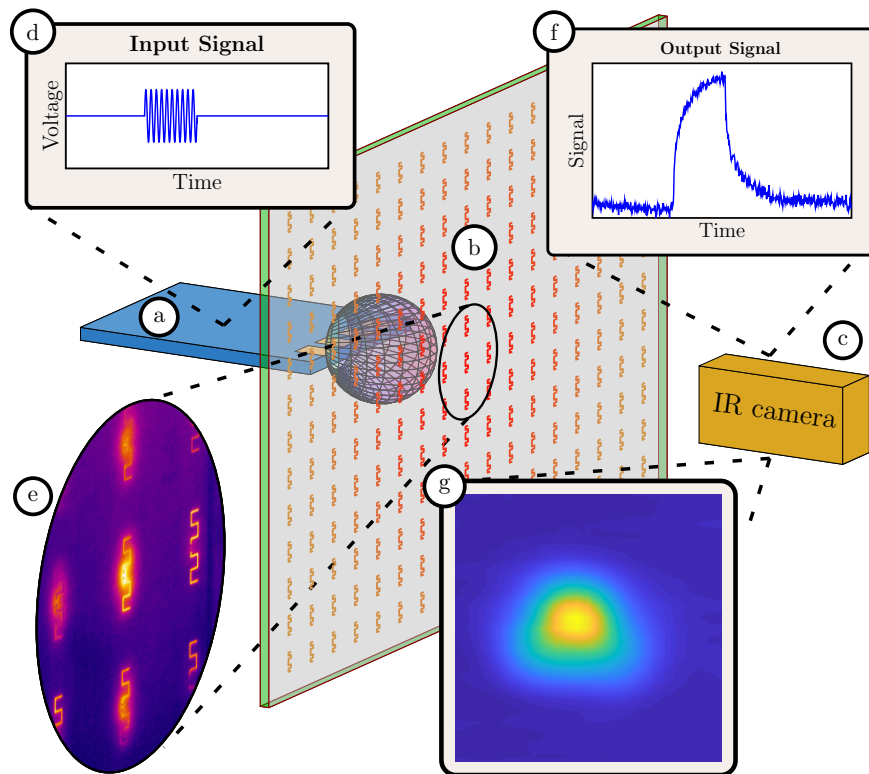 d
Input Signal
Voltage
Time
f
Output Signal
Signal
Time
b
a
c
IR camera
e
g